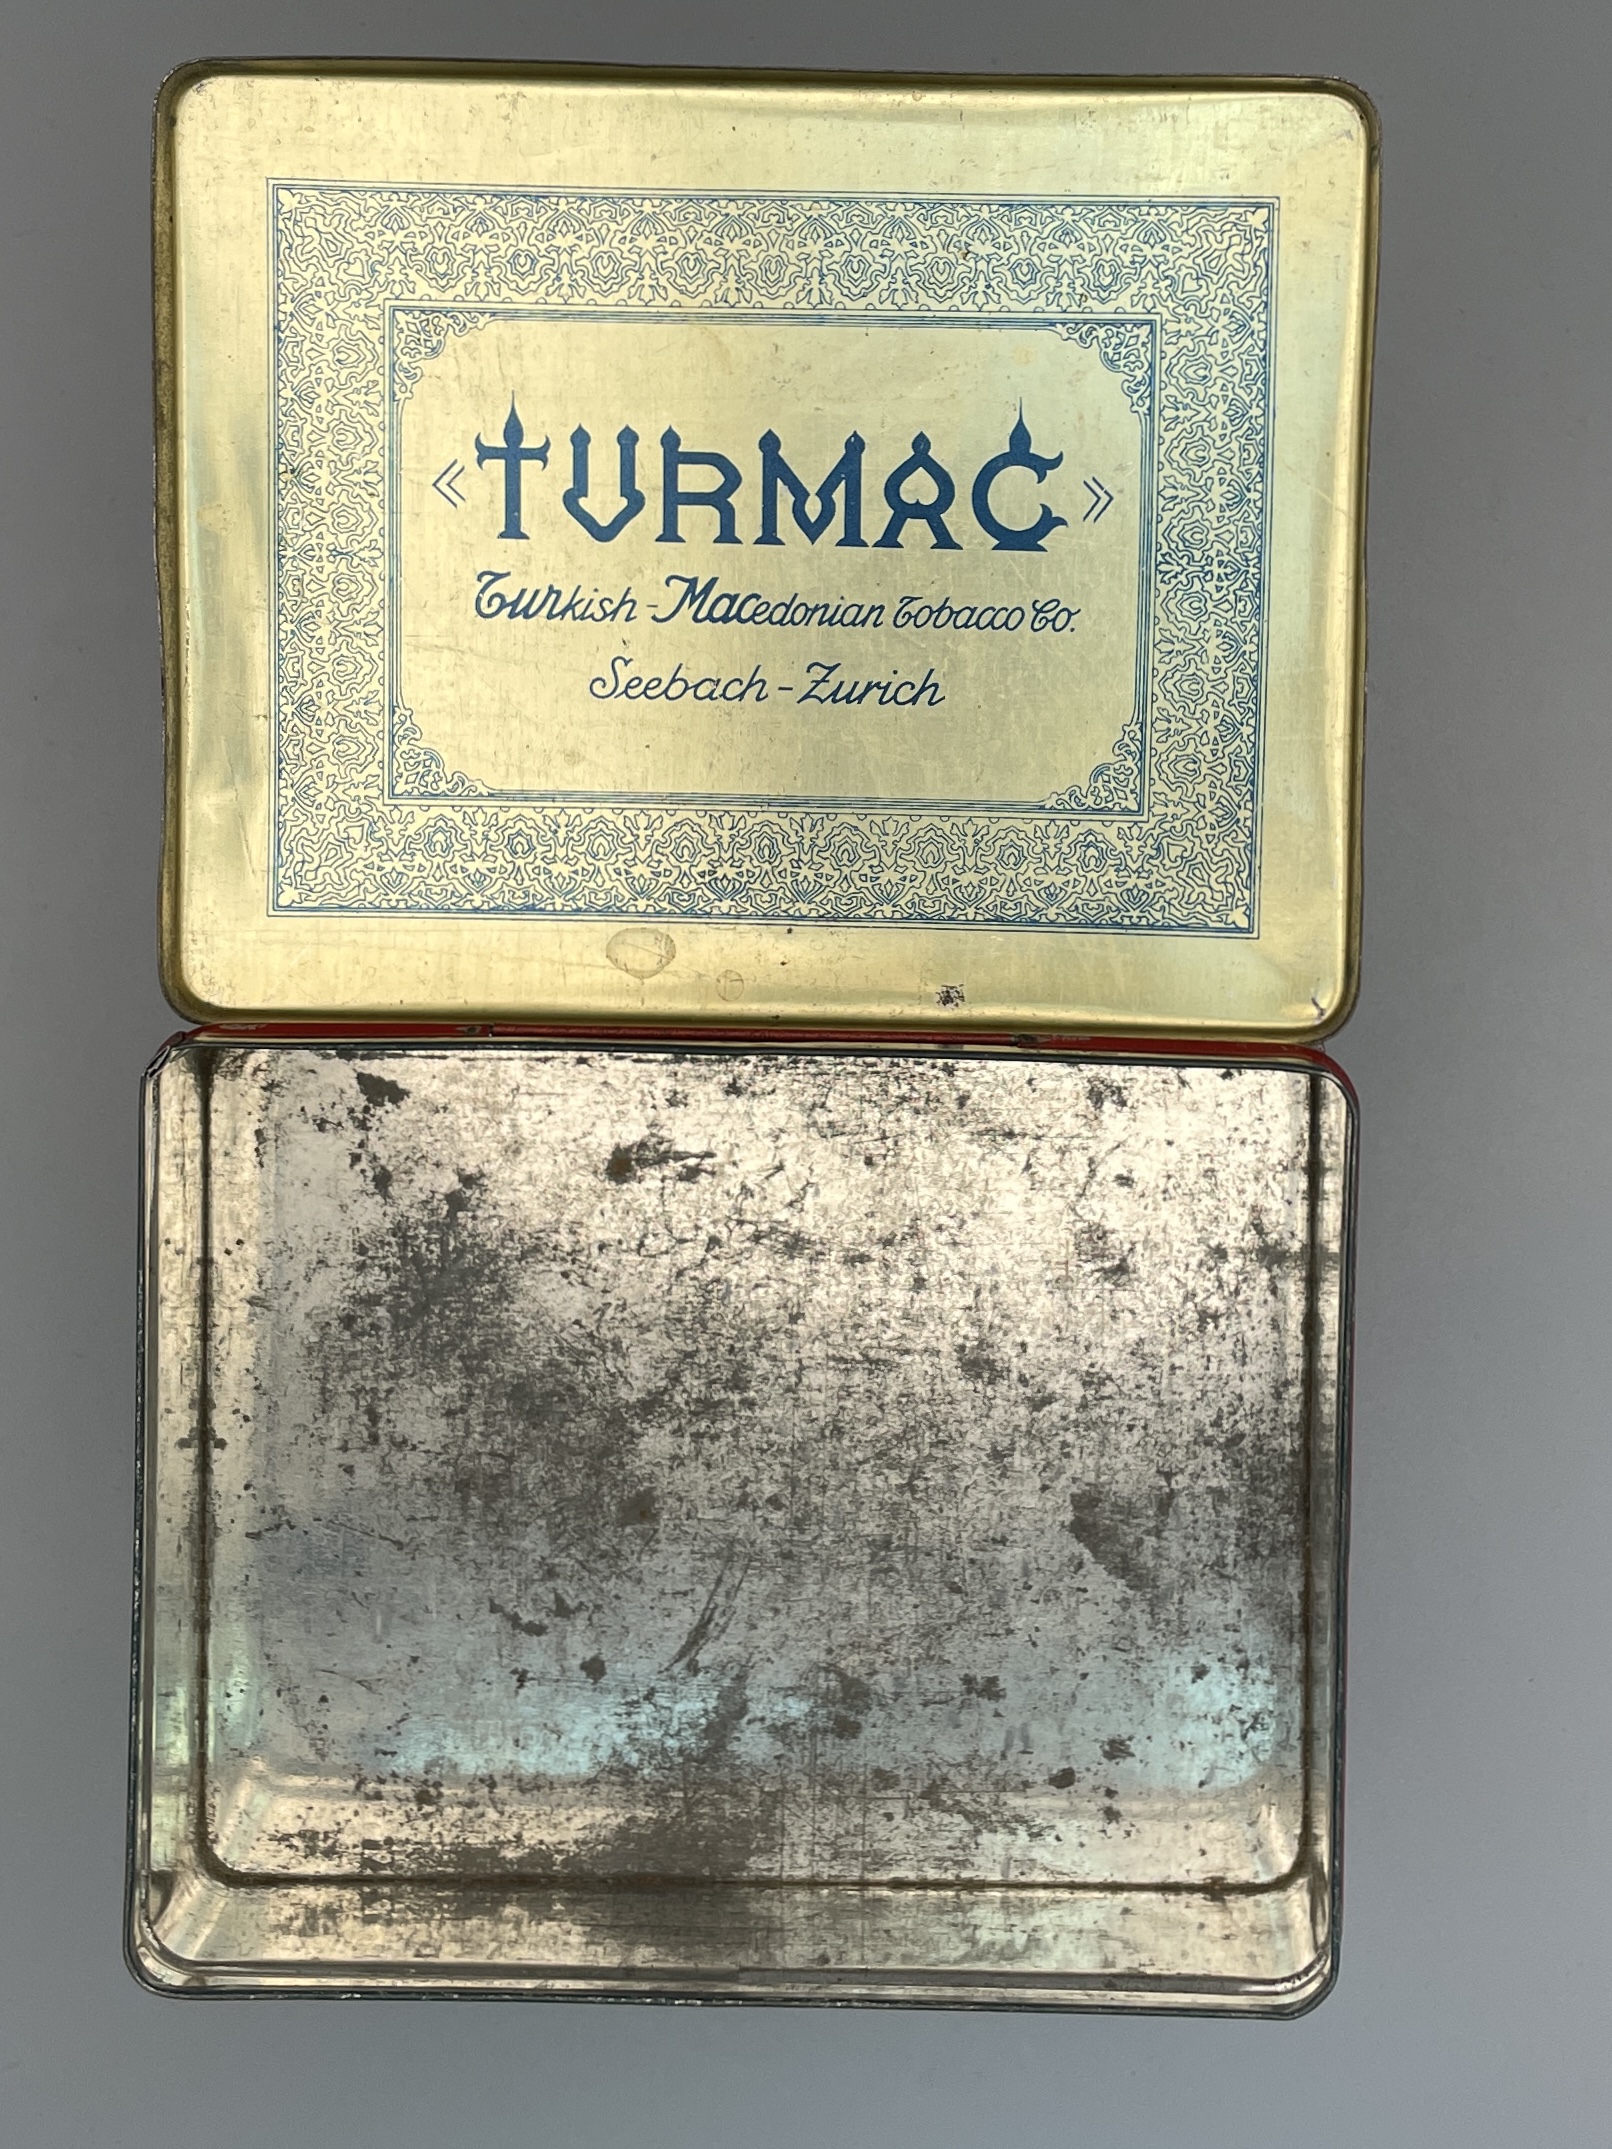 « TURMAC »
Turkish-Macedonian Tobacco Co.
Seebach-Zurich